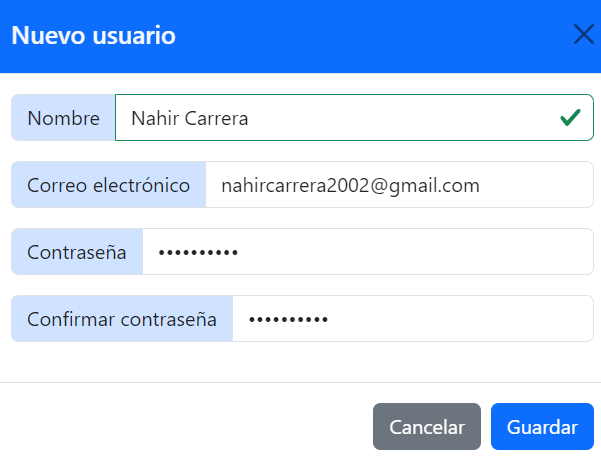 Nuevo usuario
Nombre Nahir Carrera
Correo electrónico nahircarrera2002@gmail.com
Contraseña ••••••••••
Confirmar contraseña ••••••••••
Cancelar Guardar